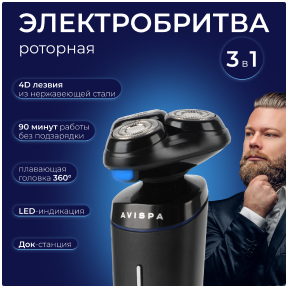 ЭЛЕКТРОБРИТВА
роторная
3 в 1
4D лезвия
из нержавеющей стали
90 минут работы
без подзарядки
плавающая
головка 360°
LED-индикация
Док-станция
AVISPA